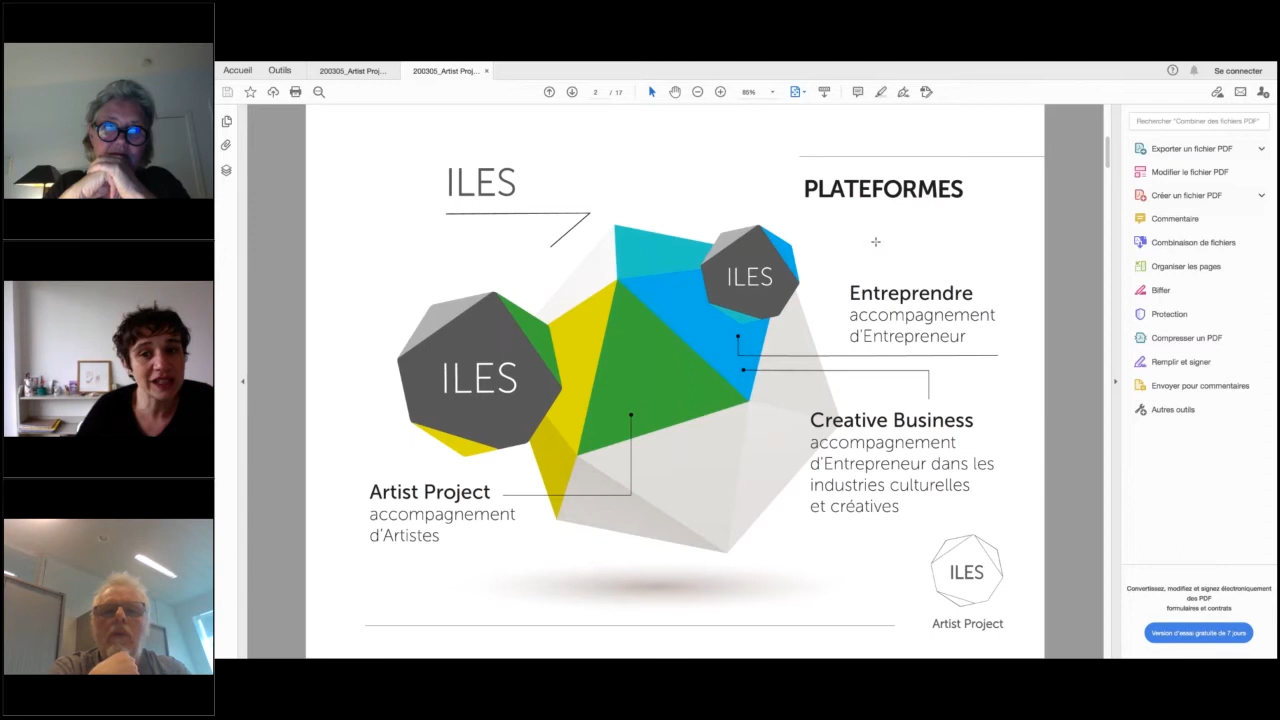 Accueil
Outils
200305_Artist Proj...
200305_Artist Proj... ×
Se connecter
2 / 17
85%
Rechercher "Combiner des fichiers PDF"
Exporter un fichier PDF
Modifier le fichier PDF
Créer un fichier PDF
Commentaire
Combinaison de fichiers
Organiser les pages
Biffer
Protection
Compresser un PDF
Remplir et signer
Envoyer pour commentaires
Autres outils
Convertissez, modifiez et signez électroniquement
des PDF
formulaires et contrats
Version d'essai gratuite de 7 jours
ILES
PLATEFORMES
ILES
Entreprendre
accompagnement
d'Entrepreneur
ILES
Creative Business
accompagnement
d'Entrepreneur dans les
industries culturelles
et créatives
Artist Project
accompagnement
d'Artistes
ILES
Artist Project